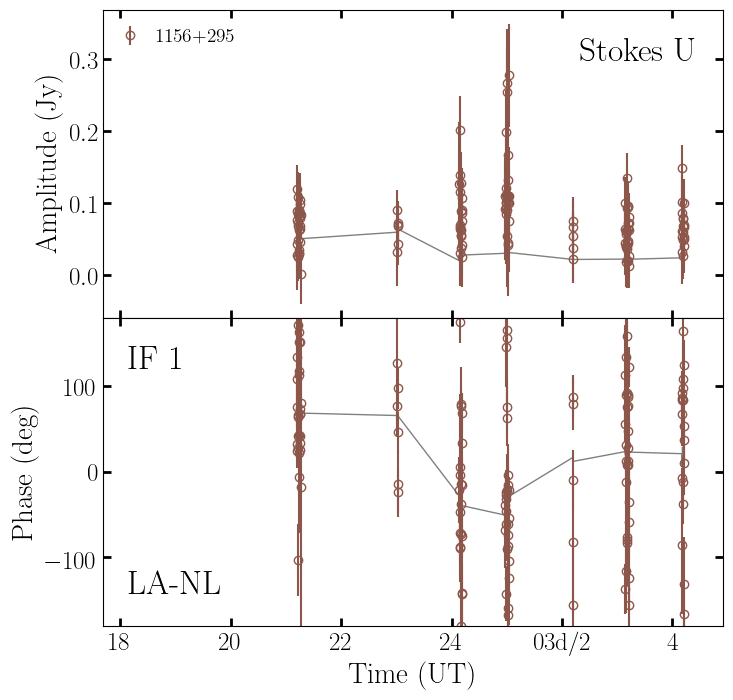 1156+295
Stokes U
Amplitude (Jy)
0.3
0.2
0.1
0.0
IF 1
Phase (deg)
100
0
−100
LA-NL
18 20 22 24 03d/2 4
Time (UT)